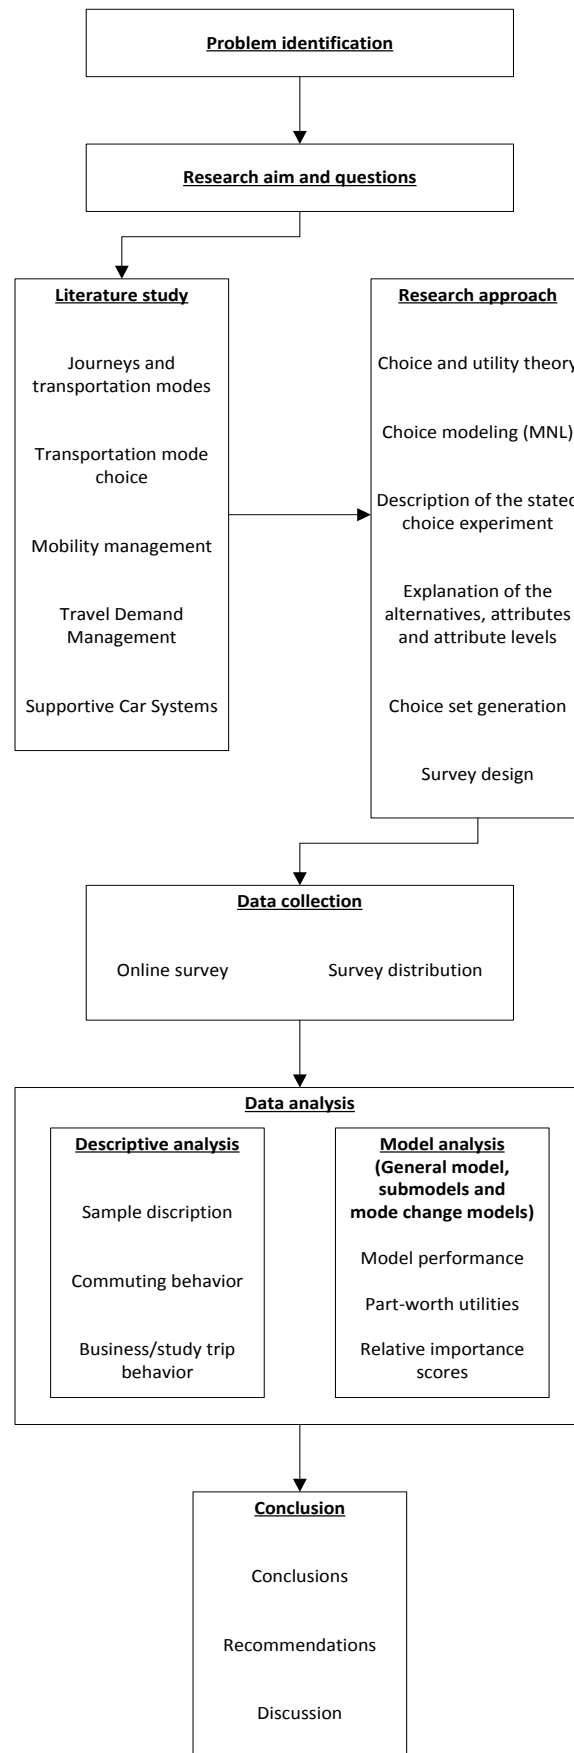 Problem identification
Research aim and questions
Literature study
Journeys and
transportation modes
Transportation mode
choice
Mobility management
Travel Demand
Management
Supportive Car Systems
Research approach
Choice and utility theory
Choice modeling (MNL)
Description of the stated
choice experiment
Explanation of the
alternatives, attributes
and attribute levels
Choice set generation
Survey design
Data collection
Online survey
Survey distribution
Data analysis
Descriptive analysis
Sample discription
Commuting behavior
Business/study trip
behavior
Model analysis
(General model,
submodels and
mode change models)
Model performance
Part-worth utilities
Relative importance
scores
Conclusion
Conclusions
Recommendations
Discussion